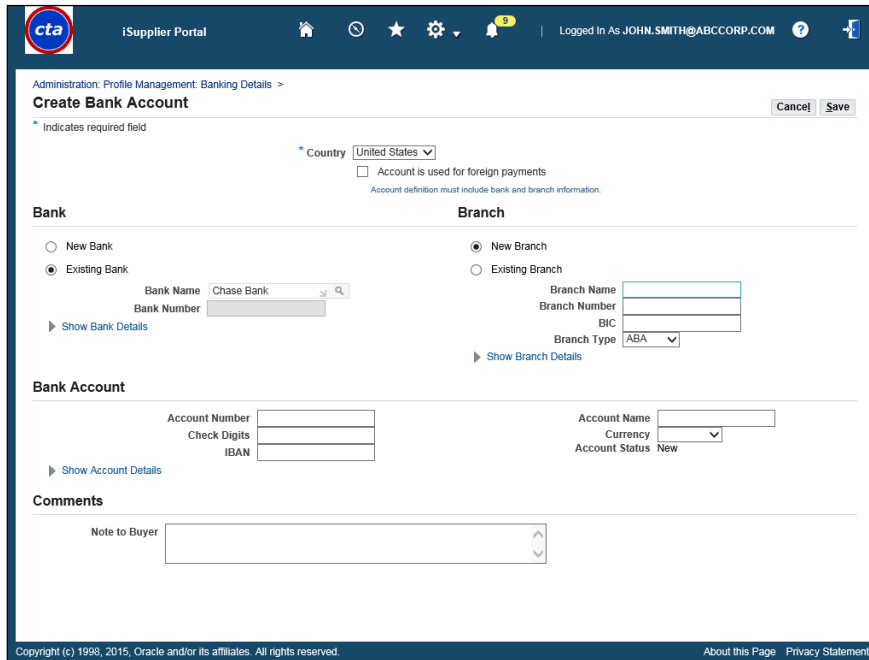 cta
iSupplier Portal
9
Logged In As JOHN.SMITH@ABCCORP.COM
?
Administration: Profile Management: Banking Details >
Create Bank Account
Cancel Save
* Indicates required field
* Country United States
Account is used for foreign payments
Account definition must include bank and branch information.
Bank
New Bank
Existing Bank
Bank Name Chase Bank
Bank Number
Show Bank Details
Branch
New Branch
Existing Branch
Branch Name
Branch Number
BIC
Branch Type ABA
Show Branch Details
Bank Account
Account Number
Check Digits
IBAN
Show Account Details
Account Name
Currency
Account Status New
Comments
Note to Buyer
Copyright (c) 1998, 2015, Oracle and/or its affiliates. All rights reserved.
About this Page Privacy Statement